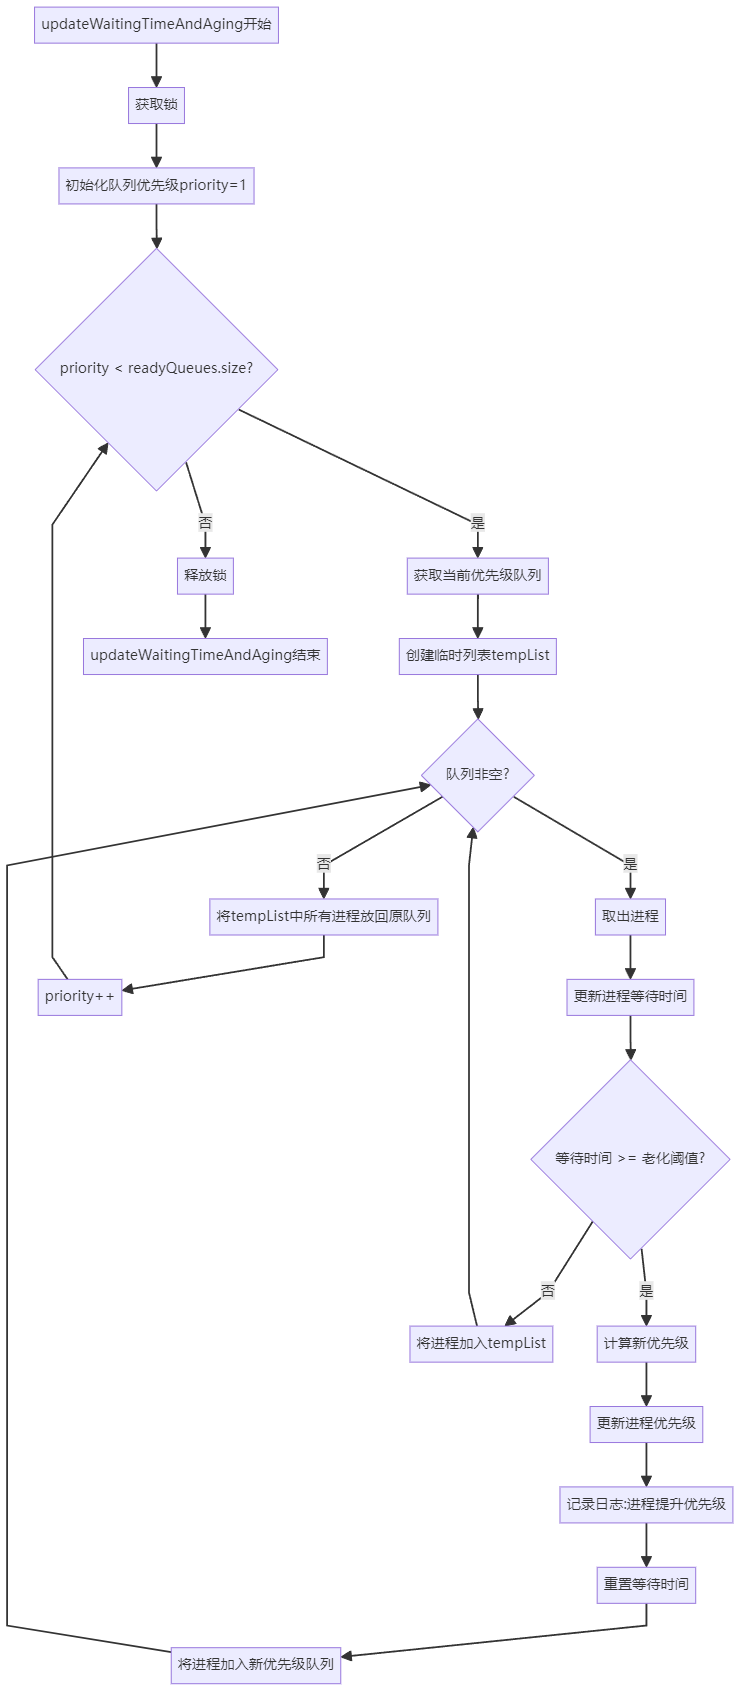 updateWaitingTimeAndAging开始
获取锁
初始化队列优先级priority=1
priority < readyQueues.size?
否
是
释放锁
获取当前优先级队列
updateWaitingTimeAndAging结束
创建临时列表tempList
队列非空?
否
是
将tempList中所有进程放回原队列
取出进程
priority++
更新进程等待时间
等待时间 >= 老化阈值?
否
是
将进程加入tempList
计算新优先级
更新进程优先级
记录日志:进程提升优先级
重置等待时间
将进程加入新优先级队列